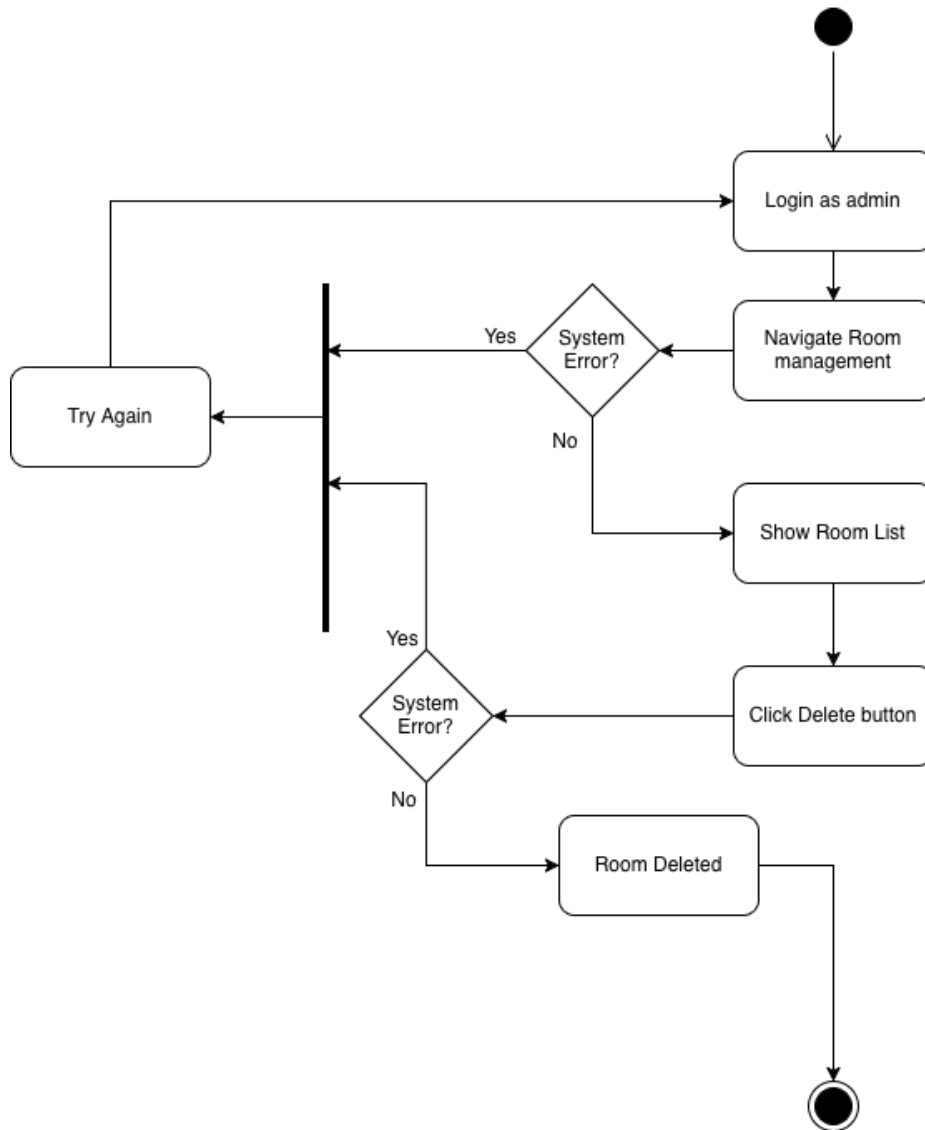 Login as admin
Navigate Room
management
System
Error?
Yes
No
Try Again
Show Room List
Click Delete button
System
Error?
Yes
No
Room Deleted